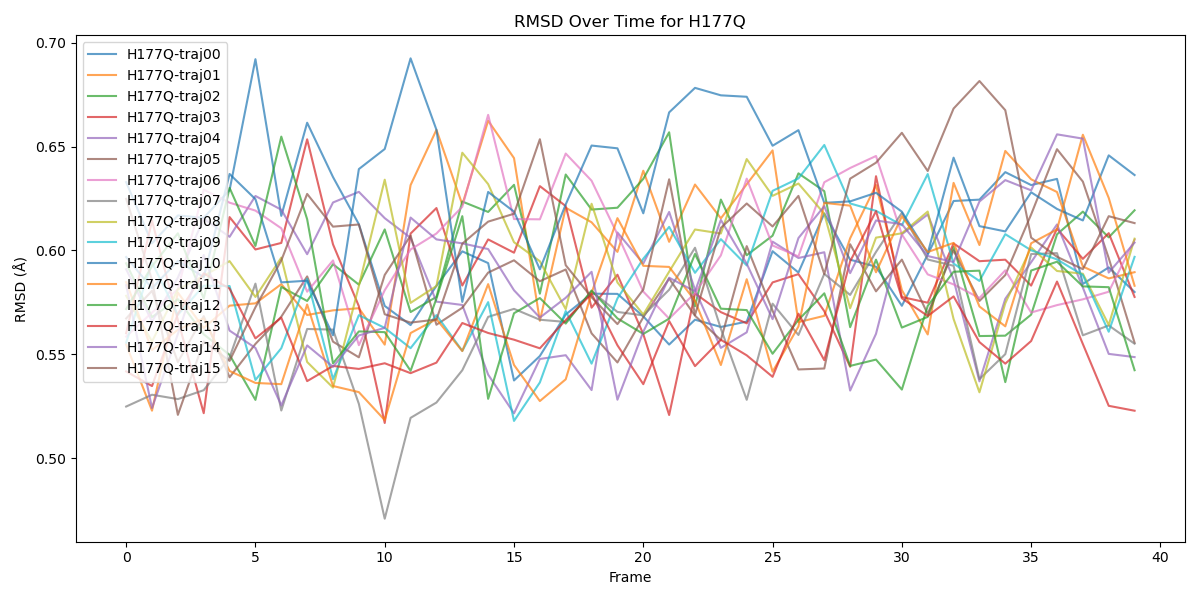 RMSD Over Time for H177Q
0.70
0.65
0.60
0.55
0.50
RMSD (Å)
H177Q-traj00
H177Q-traj01
H177Q-traj02
H177Q-traj03
H177Q-traj04
H177Q-traj05
H177Q-traj06
H177Q-traj07
H177Q-traj08
H177Q-traj09
H177Q-traj10
H177Q-traj11
H177Q-traj12
H177Q-traj13
H177Q-traj14
H177Q-traj15
0 5 10 15 20 25 30 35 40
Frame